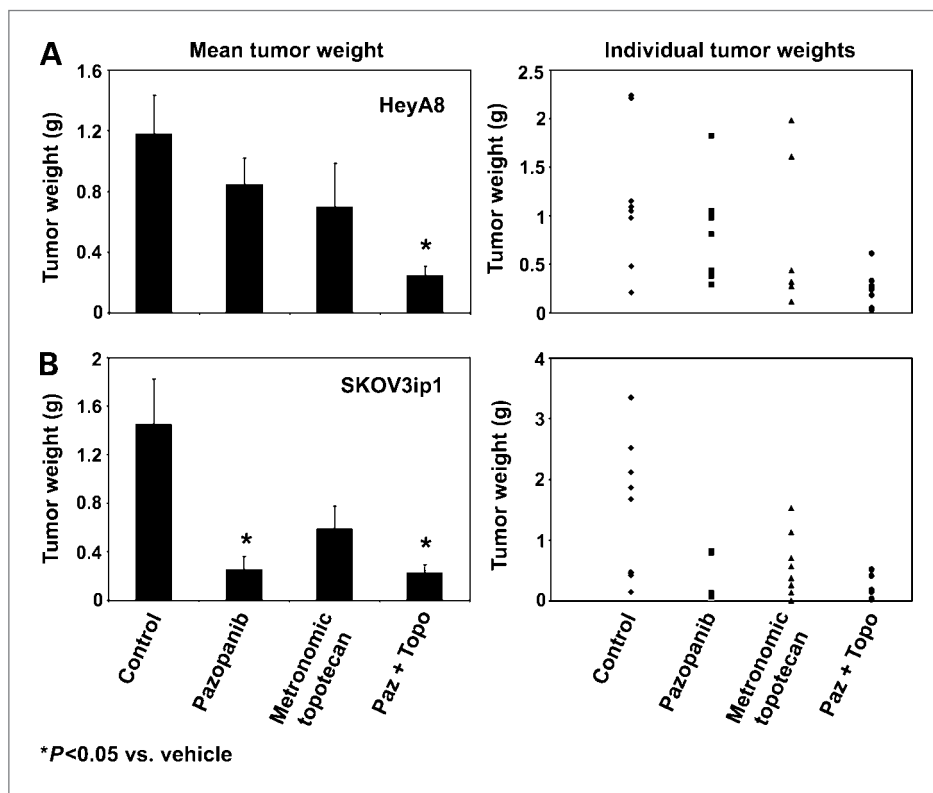 A
Mean tumor weight
Individual tumor weights
1.6
1.2
0.8
0.4
0
Tumor weight (g)
HeyA8
*
2.5
2
1.5
1
0.5
0
Tumor weight (g)
B
2
1.6
1.2
0.8
0.4
0
Tumor weight (g)
SKOV3ip1
*
*
4
3
2
1
0
Tumor weight (g)
Control
Pazopanib
Metronomic
topotecan
Paz + Topo
Control
Pazopanib
Metronomic
topotecan
Paz + Topo
*P<0.05 vs. vehicle